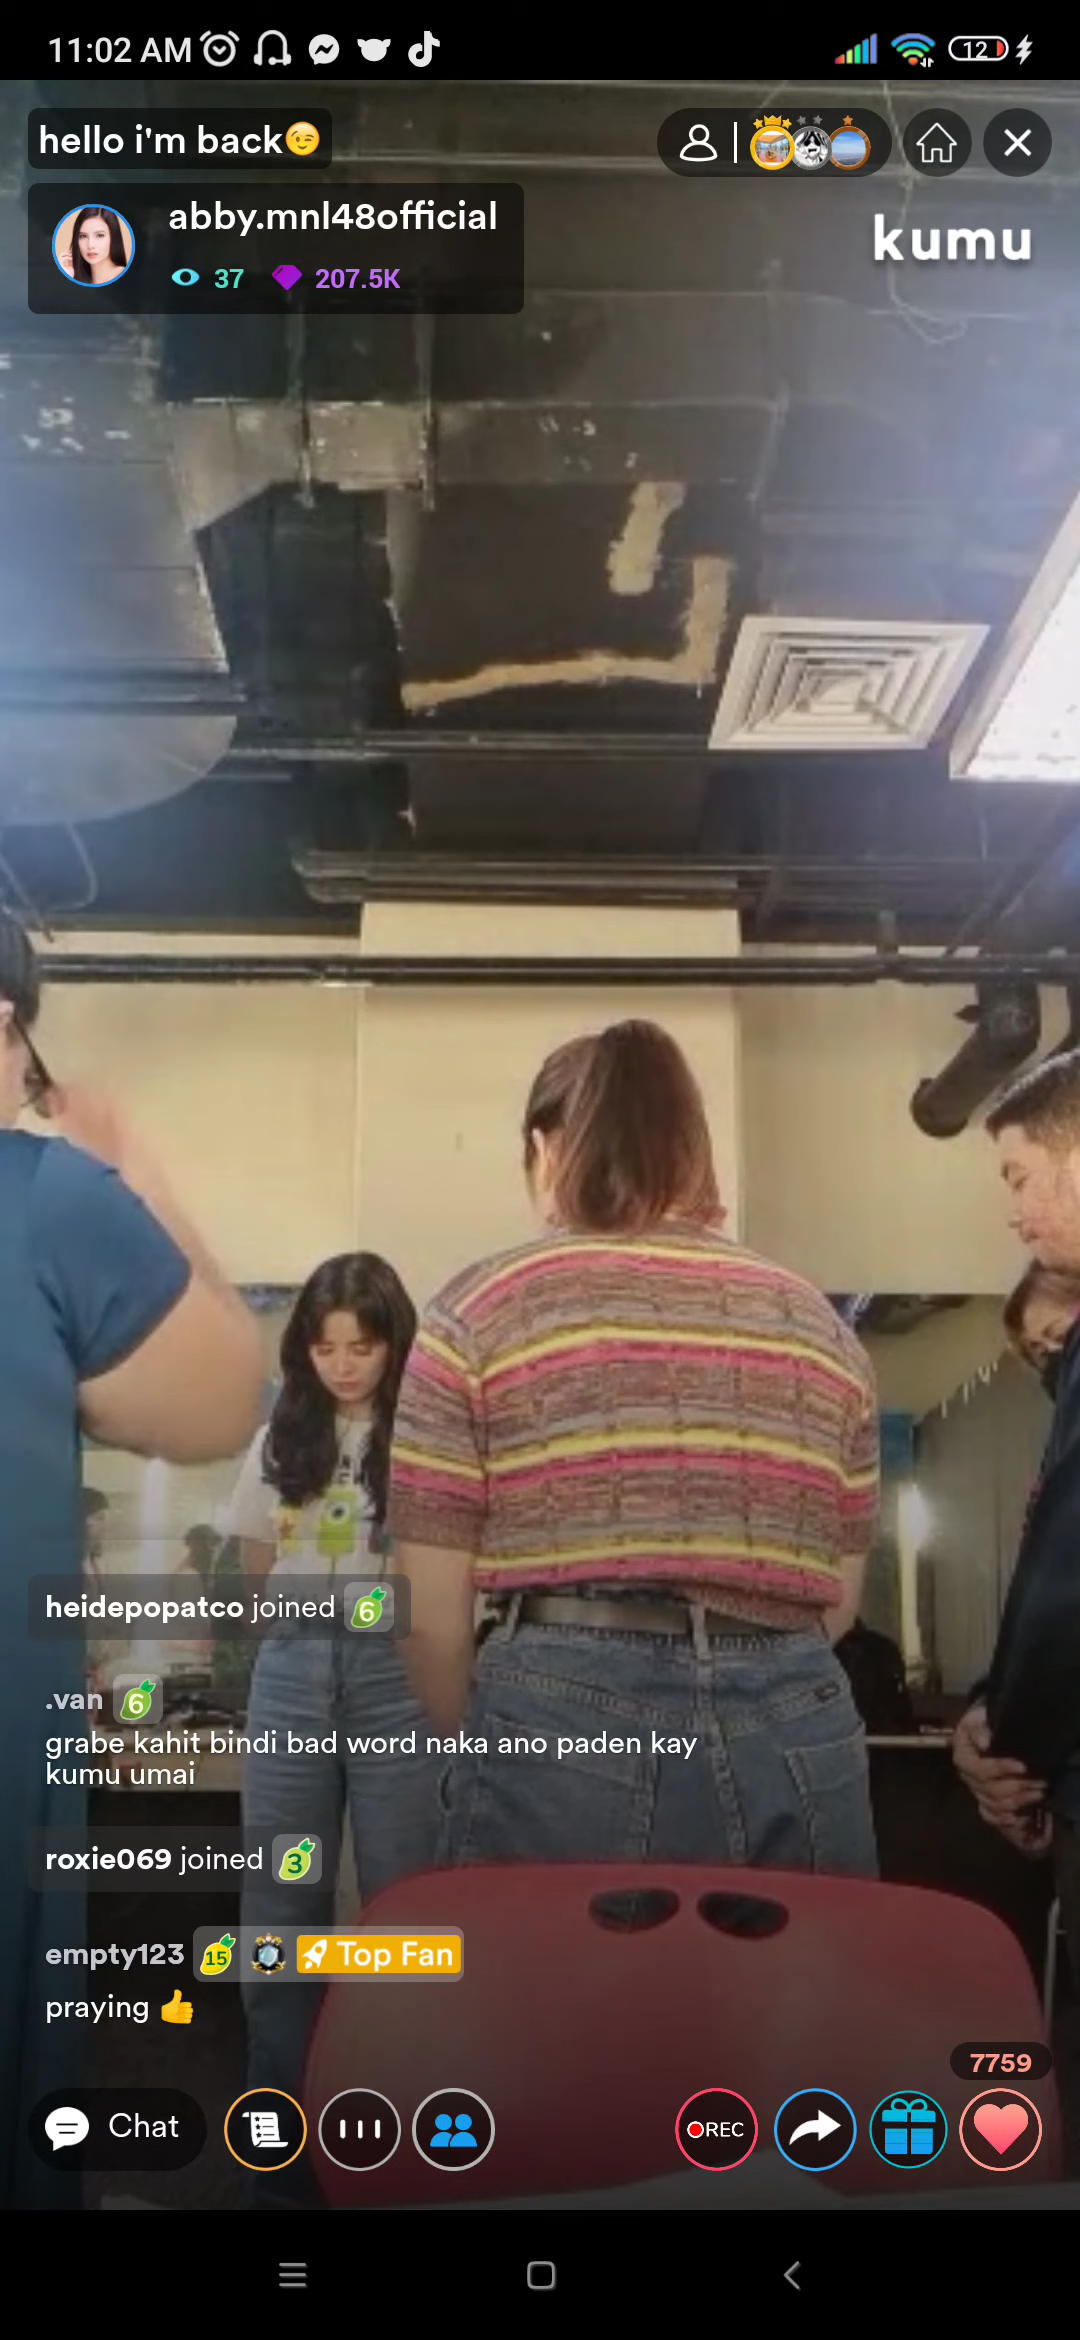 11:02 AM
12
hello i'm back😉
abby.mnl48official
37 207.5K
kumu
heidepopatco joined 6
.van 6
grabe kahit bindi bad word naka ano paden kay
kumu umai
roxie069 joined 3
empty123 15 Top Fan
praying 👍
7759
Chat
REC